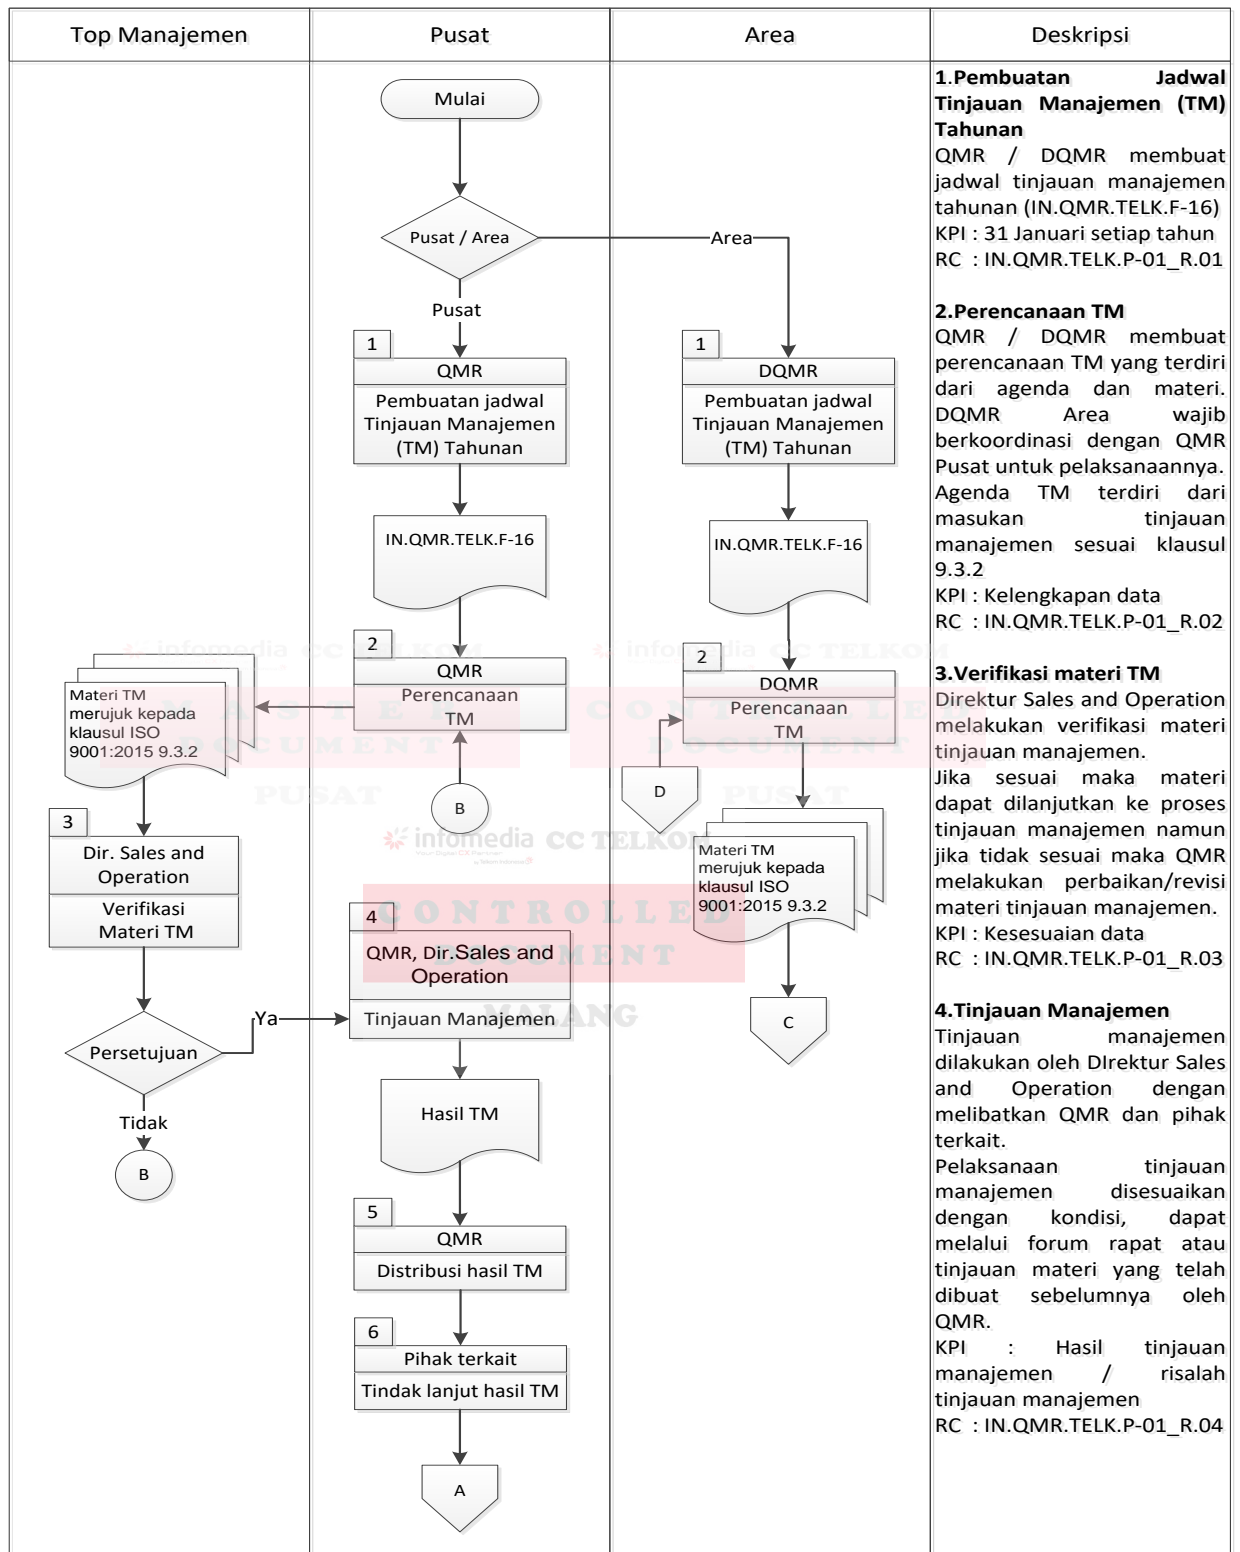 Top Manajemen
Pusat
Area
Deskripsi
Mulai
Pusat / Area
Area
Pusat
1
QMR
Pembuatan jadwal
Tinjauan Manajemen
(TM) Tahunan
1
DQMR
Pembuatan jadwal
Tinjauan Manajemen
(TM) Tahunan
IN.QMR.TELK.F-16
IN.QMR.TELK.F-16
2
QMR
Perencanaan
TM
2
DQMR
Perencanaan
TM
Materi TM
merujuk kepada
klausul ISO
9001:2015 9.3.2
B
D
3
Dir. Sales and
Operation
Verifikasi
Materi TM
Materi TM
merujuk kepada
klausul ISO
9001:2015 9.3.2
4
QMR, Dir.Sales and
Operation
Tinjauan Manajemen
C
Persetujuan
Ya
Tidak
B
Hasil TM
5
QMR
Distribusi hasil TM
6
Pihak terkait
Tindak lanjut hasil TM
A
1.Pembuatan Jadwal
Tinjauan Manajemen (TM)
Tahunan
QMR / DQMR membuat
jadwal tinjauan manajemen
tahunan (IN.QMR.TELK.F-16)
KPI : 31 Januari setiap tahun
RC : IN.QMR.TELK.P-01_R.01
2.Perencanaan TM
QMR / DQMR membuat
perencanaan TM yang terdiri
dari agenda dan materi.
DQMR Area wajib
berkoordinasi dengan QMR
Pusat untuk pelaksanaannya.
Agenda TM terdiri dari
masukan tinjauan
manajemen sesuai klausul
9.3.2
KPI : Kelengkapan data
RC : IN.QMR.TELK.P-01_R.02
3.Verifikasi materi TM
Direktur Sales and Operation
melakukan verifikasi materi
tinjauan manajemen.
Jika sesuai maka materi
dapat dilanjutkan ke proses
tinjauan manajemen namun
jika tidak sesuai maka QMR
melakukan perbaikan/revisi
materi tinjauan manajemen.
KPI : Kesesuaian data
RC : IN.QMR.TELK.P-01_R.03
4.Tinjauan Manajemen
Tinjauan manajemen
dilakukan oleh DIrektur Sales
and Operation dengan
melibatkan QMR dan pihak
terkait.
Pelaksanaan tinjauan
manajemen disesuaikan
dengan kondisi, dapat
melalui forum rapat atau
tinjauan materi yang telah
dibuat sebelumnya oleh
QMR.
KPI : Hasil tinjauan
manajemen / risalah
tinjauan manajemen
RC : IN.QMR.TELK.P-01_R.04
infomedia CC TELKOM
MASTER
DOCUMENT
PUSAT
infomedia CC TELKOM
CONTROLLED
DOCUMENT
PUSAT
infomedia CC TELKOM
CONTROLLED
DOCUMENT
MALANG